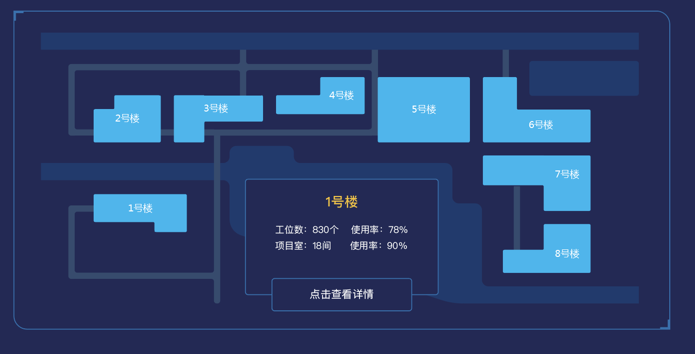 4号楼
3号楼
5号楼
2号楼
6号楼
7号楼
1号楼
1号楼
工位数：830个 使用率：78%
项目室：18间 使用率：90%
8号楼
点击查看详情